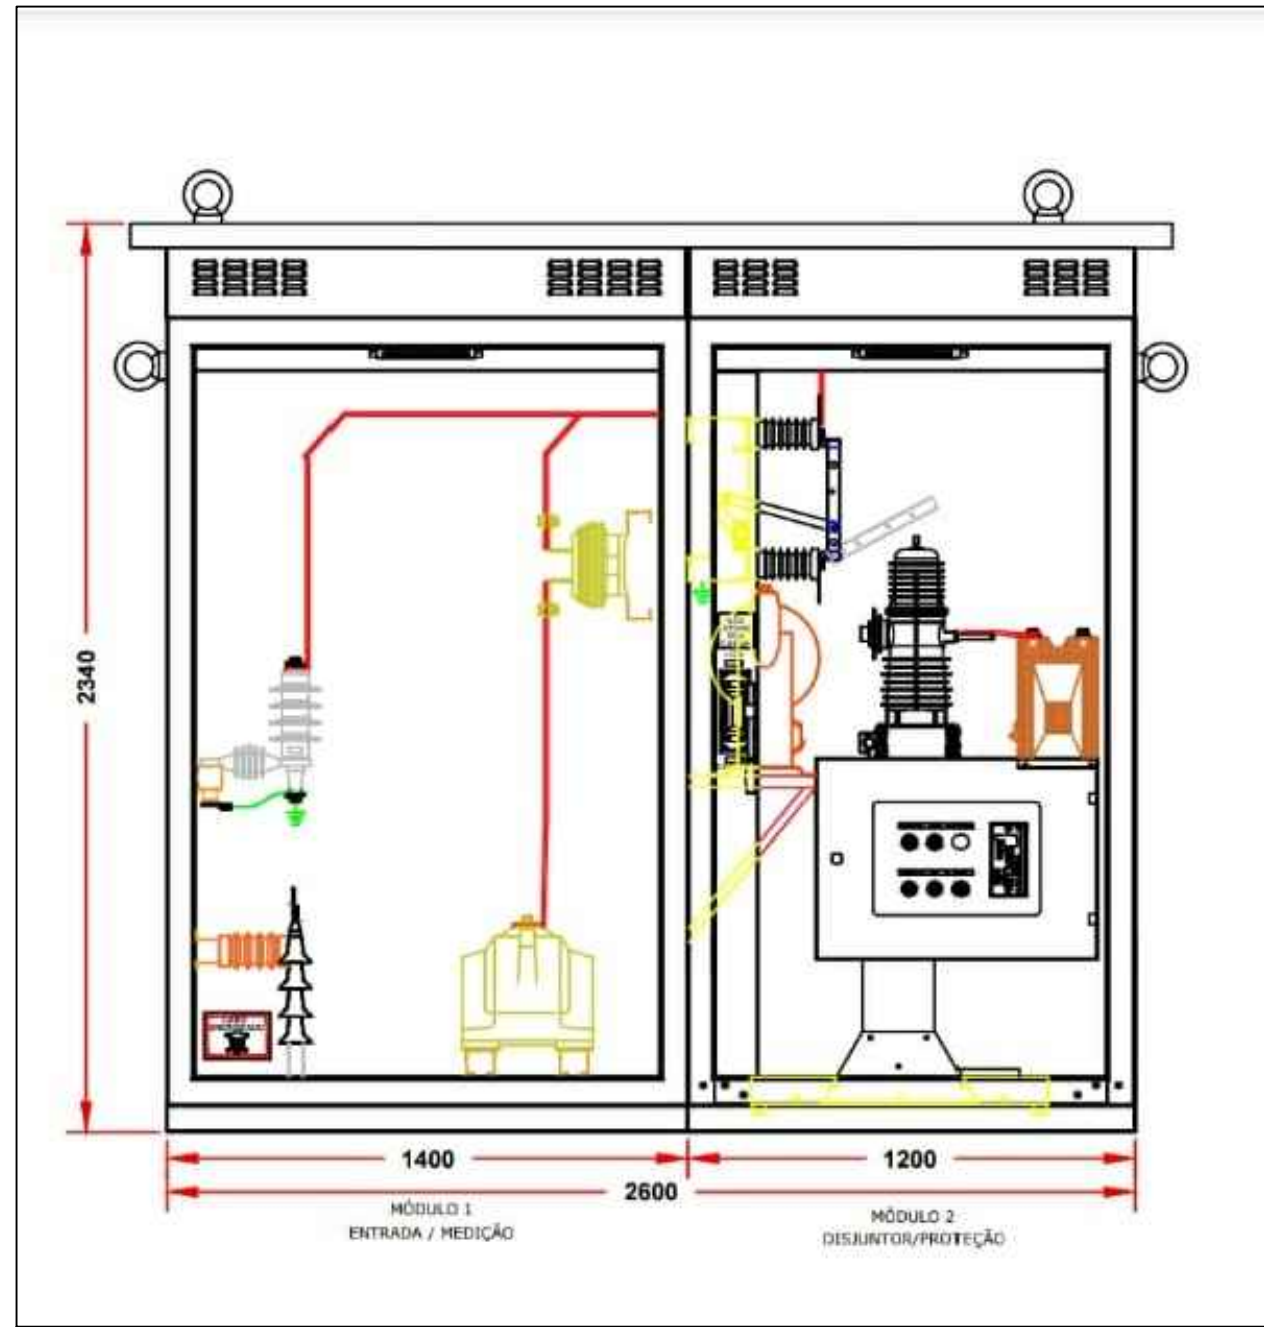 2340
1400
1200
2600
MÓDULO 1
ENTRADA / MEDIÇÃO
MÓDULO 2
DISJUNTOR/PROTEÇÃO